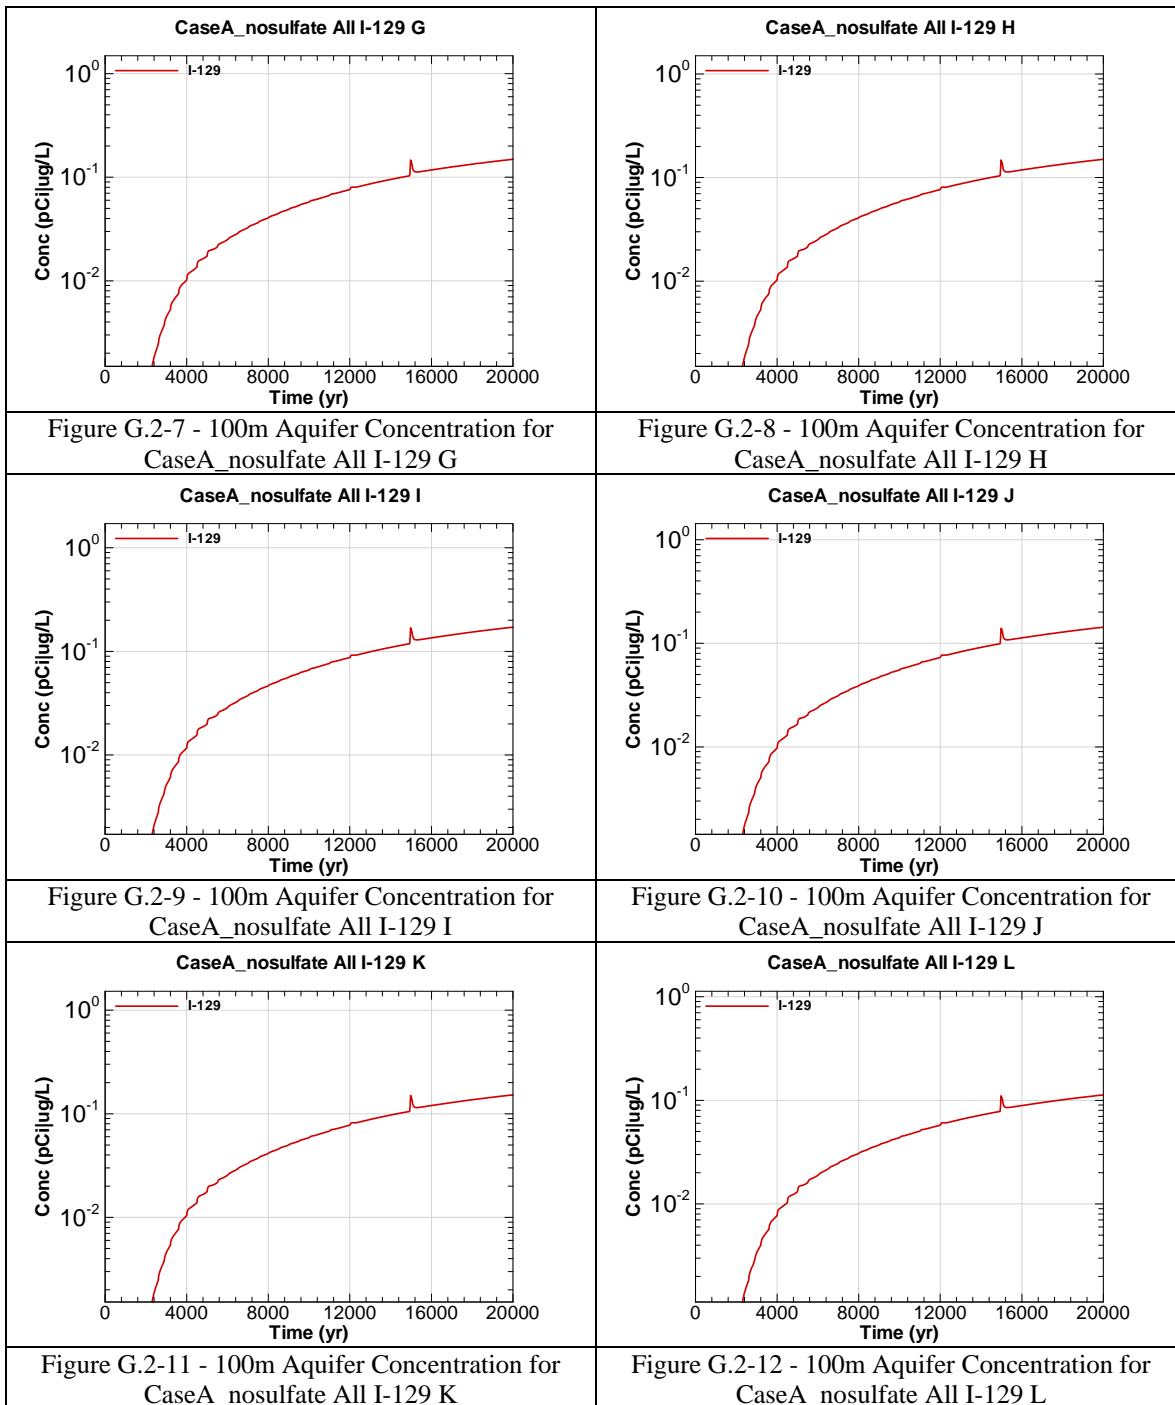 CaseA_nosulfate All I-129 G
I-129
10^0
10^-1
10^-2
Conc (pCi|ug/L)
0 4000 8000 12000 16000 20000
Time (yr)
Figure G.2-7 - 100m Aquifer Concentration for
CaseA_nosulfate All I-129 G
CaseA_nosulfate All I-129 H
I-129
10^0
10^-1
10^-2
Conc (pCi|ug/L)
0 4000 8000 12000 16000 20000
Time (yr)
Figure G.2-8 - 100m Aquifer Concentration for
CaseA_nosulfate All I-129 H
CaseA_nosulfate All I-129 I
I-129
10^0
10^-1
10^-2
Conc (pCi|ug/L)
0 4000 8000 12000 16000 20000
Time (yr)
Figure G.2-9 - 100m Aquifer Concentration for
CaseA_nosulfate All I-129 I
CaseA_nosulfate All I-129 J
I-129
10^0
10^-1
10^-2
Conc (pCi|ug/L)
0 4000 8000 12000 16000 20000
Time (yr)
Figure G.2-10 - 100m Aquifer Concentration for
CaseA_nosulfate All I-129 J
CaseA_nosulfate All I-129 K
I-129
10^0
10^-1
10^-2
Conc (pCi|ug/L)
0 4000 8000 12000 16000 20000
Time (yr)
Figure G.2-11 - 100m Aquifer Concentration for
CaseA_nosulfate All I-129 K
CaseA_nosulfate All I-129 L
I-129
10^0
10^-1
10^-2
Conc (pCi|ug/L)
0 4000 8000 12000 16000 20000
Time (yr)
Figure G.2-12 - 100m Aquifer Concentration for
CaseA_nosulfate All I-129 L